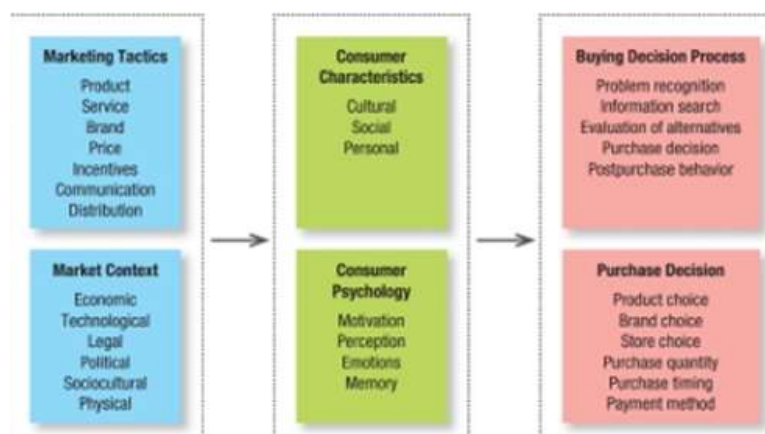 Marketing Tactics
Product
Service
Brand
Price
Incentives
Communication
Distribution
Market Context
Economic
Technological
Legal
Political
Sociocultural
Physical
Consumer
Characteristics
Cultural
Social
Personal
Consumer
Psychology
Motivation
Perception
Emotions
Memory
Buying Decision Process
Problem recognition
Information search
Evaluation of alternatives
Purchase decision
Postpurchase behavior
Purchase Decision
Product choice
Brand choice
Store choice
Purchase quantity
Purchase timing
Payment method